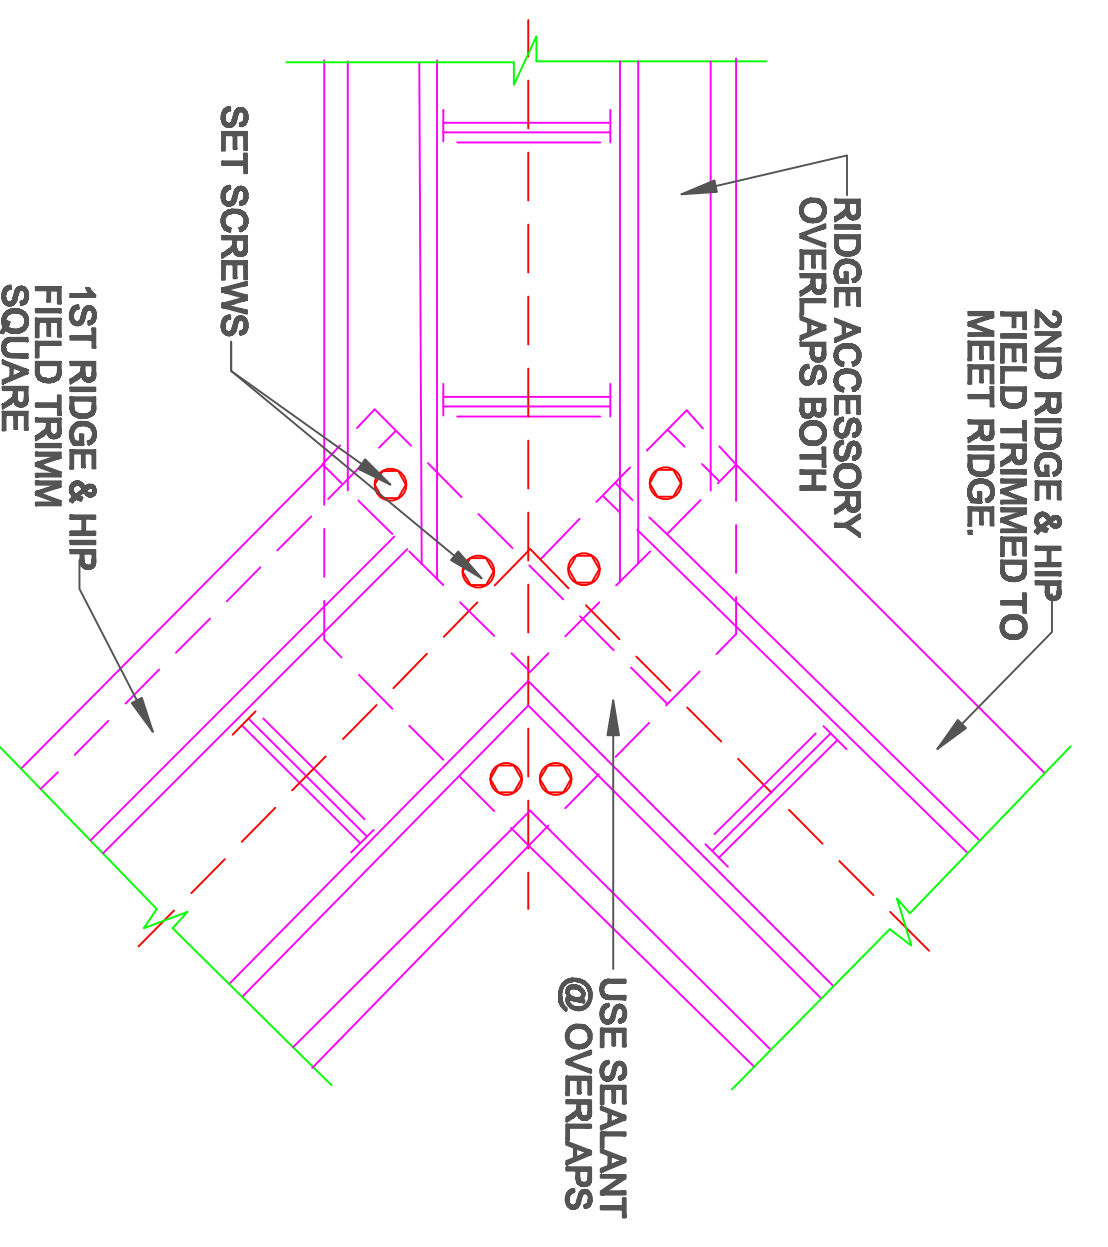 2ND RIDGE & HIP
FIELD TRIMMED TO
MEET RIDGE.
RIDGE ACCESSORY
OVERLAPS BOTH
USE SEALANT
@ OVERLAPS
SET SCREWS
1ST RIDGE & HIP
FIELD TRIMM
SQUARE